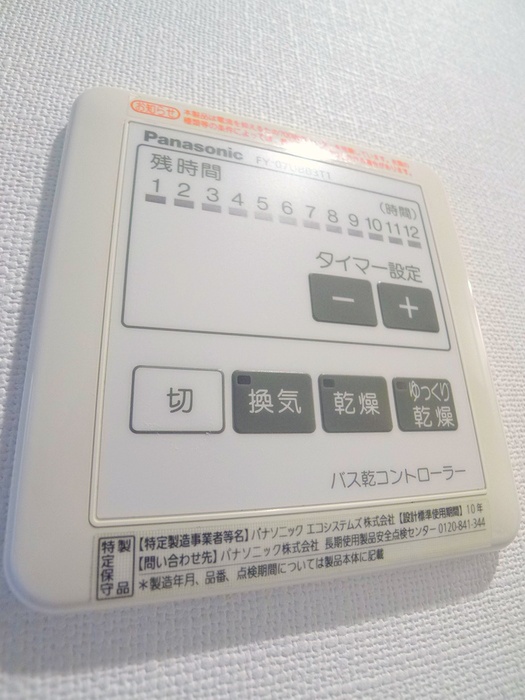 お知らせ
Panasonic
残時間
(時間)
1 2 3 4 5 6 7 8 9 10 11 12
タイマー設定
− +
切 換気 乾燥 ゆっくり
乾燥
バス乾コントローラー
特定保守製品
【特定製造事業者等名】パナソニック エコシステムズ株式会社【設計標準使用期間】10年
【問い合わせ先】パナソニック株式会社 長期使用製品安全点検センター 0120-841-344
＊製造年月、品番、点検期間については製品本体に記載